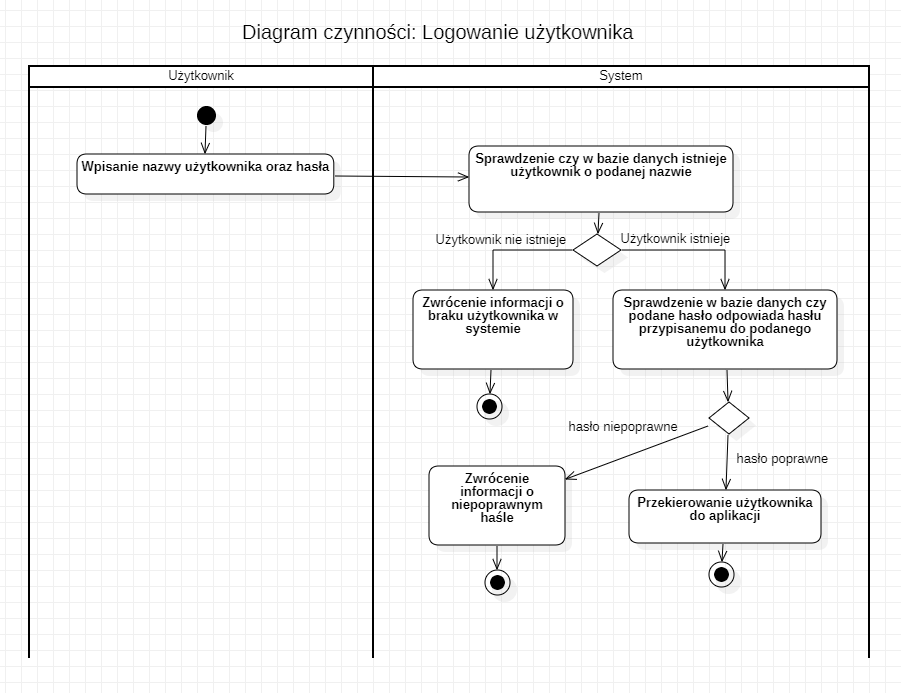 Diagram czynności: Logowanie użytkownika
Użytkownik
System
Wpisanie nazwy użytkownika oraz hasła
Sprawdzenie czy w bazie danych istnieje
użytkownik o podanej nazwie
Użytkownik nie istnieje
Użytkownik istnieje
Zwrócenie informacji o
braku użytkownika w
systemie
Sprawdzenie w bazie danych czy
podane hasło odpowiada hasłu
przypisanemu do podanego
użytkownika
hasło niepoprawne
hasło poprawne
Zwrócenie
informacji o
niepoprawnym
haśle
Przekierowanie użytkownika
do aplikacji